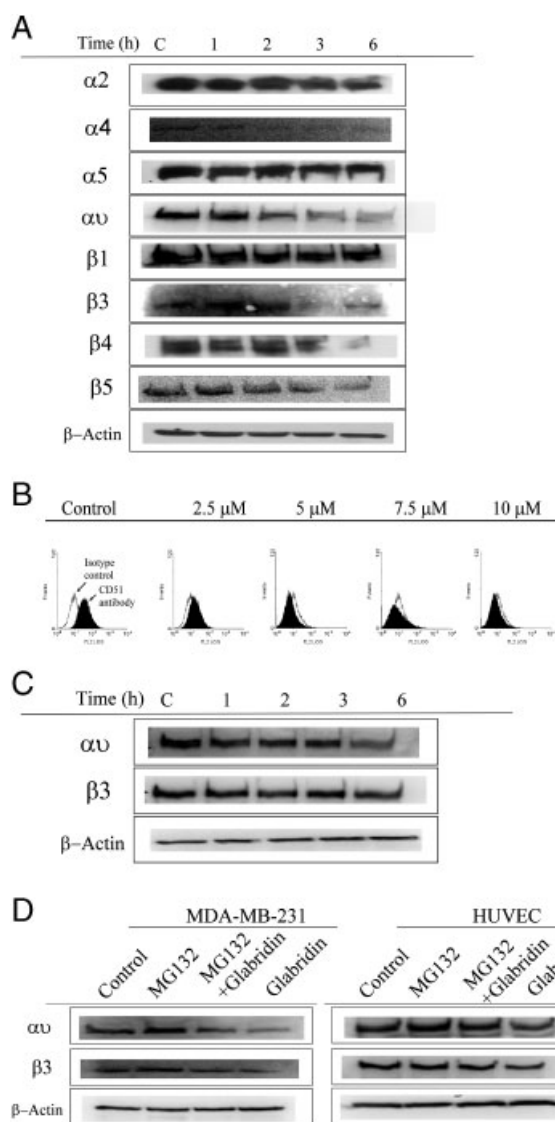 A
Time (h) C 1 2 3 6
α2
α4
α5
αυ
β1
β3
β4
β5
β–Actin
B
Control 2.5 μM 5 μM 7.5 μM 10 μM
Isotype
control
CD51
antibody
C
Time (h) C 1 2 3 6
αυ
β3
β–Actin
D
MDA-MB-231 HUVEC
Control MG132 MG132 +Glabridin Glabridin Control MG132 MG132 +Glabridin
αυ
β3
β–Actin